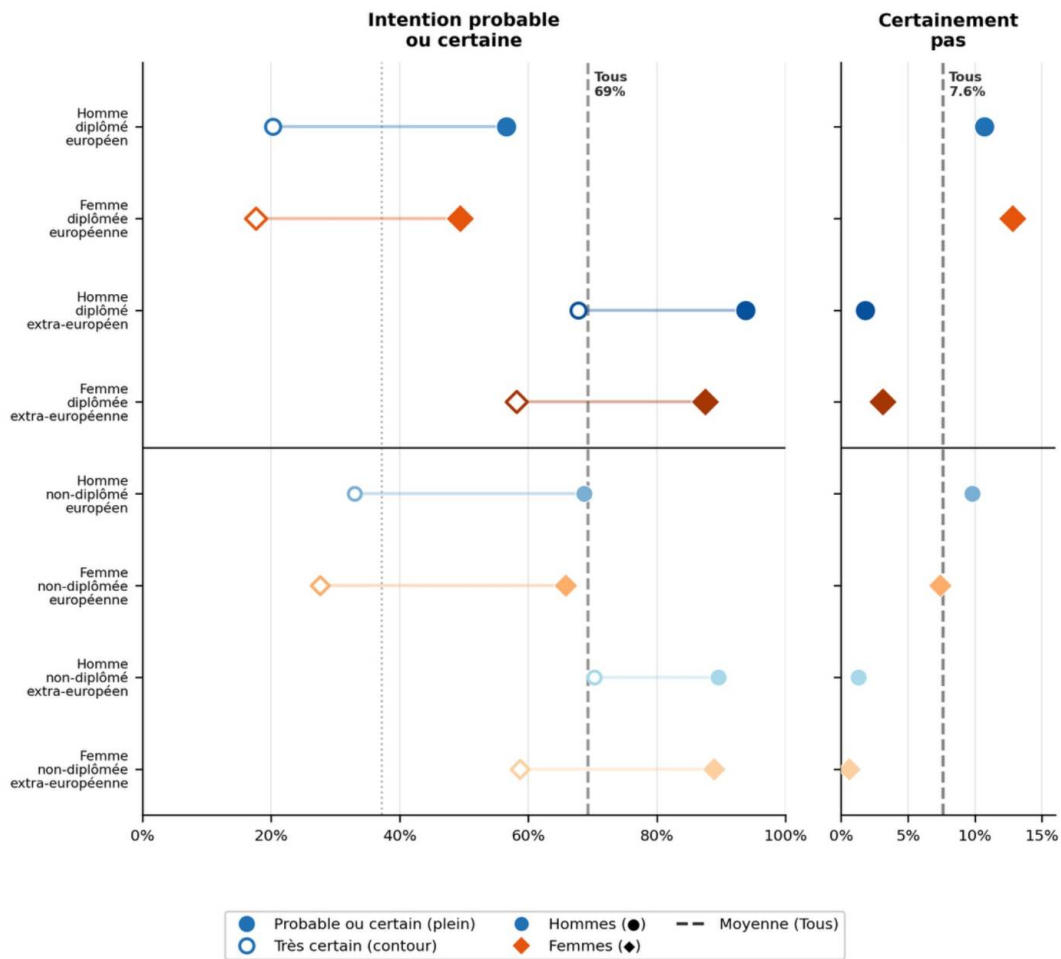 Intention probable
ou certaine
Certainement
pas
Tous
69%
Tous
7.6%
Homme
diplômé
européen
Femme
diplômée
européenne
Homme
diplômé
extra-européen
Femme
diplômée
extra-européenne
Homme
non-diplômé
européen
Femme
non-diplômée
européenne
Homme
non-diplômé
extra-européen
Femme
non-diplômée
extra-européenne
0% 20% 40% 60% 80% 100%
0% 5% 10% 15%
Probable ou certain (plein) Hommes (●) Moyenne (Tous)
Très certain (contour) Femmes (◆)